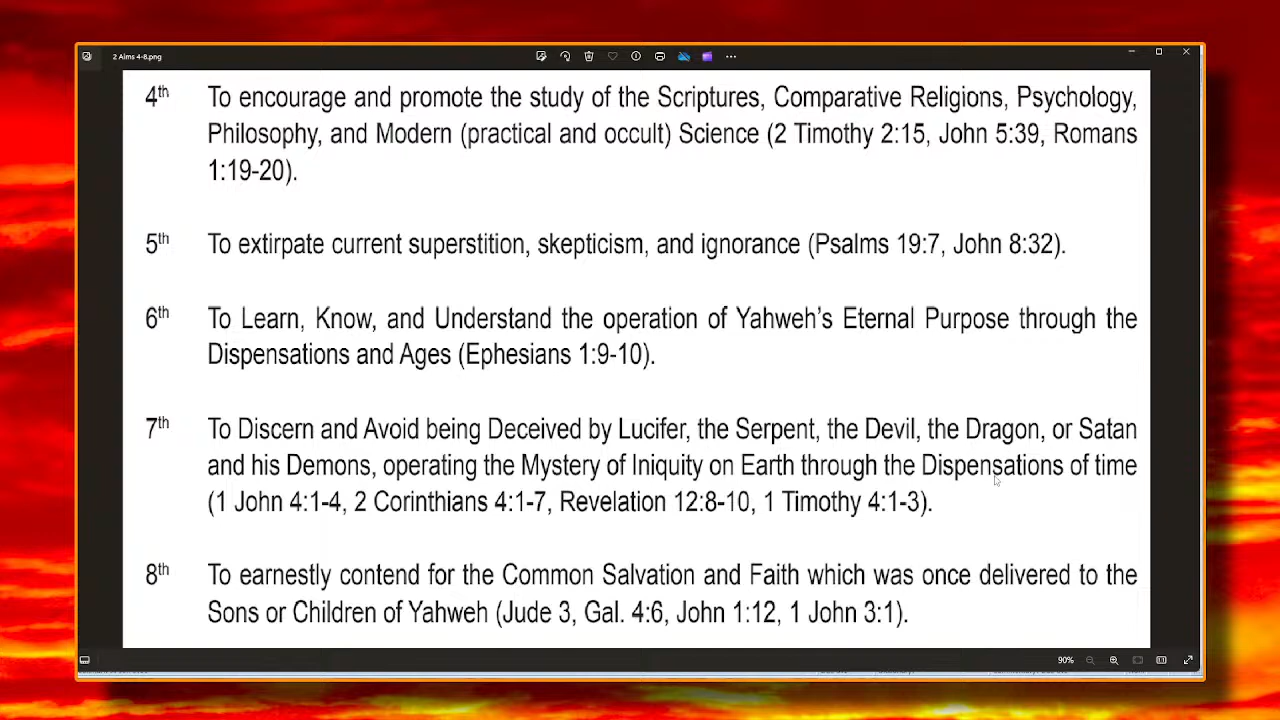 2 Aims 4-8.png
4th To encourage and promote the study of the Scriptures, Comparative Religions, Psychology,
Philosophy, and Modern (practical and occult) Science (2 Timothy 2:15, John 5:39, Romans
1:19-20).
5th To extirpate current superstition, skepticism, and ignorance (Psalms 19:7, John 8:32).
6th To Learn, Know, and Understand the operation of Yahweh's Eternal Purpose through the
Dispensations and Ages (Ephesians 1:9-10).
7th To Discern and Avoid being Deceived by Lucifer, the Serpent, the Devil, the Dragon, or Satan
and his Demons, operating the Mystery of Iniquity on Earth through the Dispensations of time
(1 John 4:1-4, 2 Corinthians 4:1-7, Revelation 12:8-10, 1 Timothy 4:1-3).
8th To earnestly contend for the Common Salvation and Faith which was once delivered to the
Sons or Children of Yahweh (Jude 3, Gal. 4:6, John 1:12, 1 John 3:1).
90%